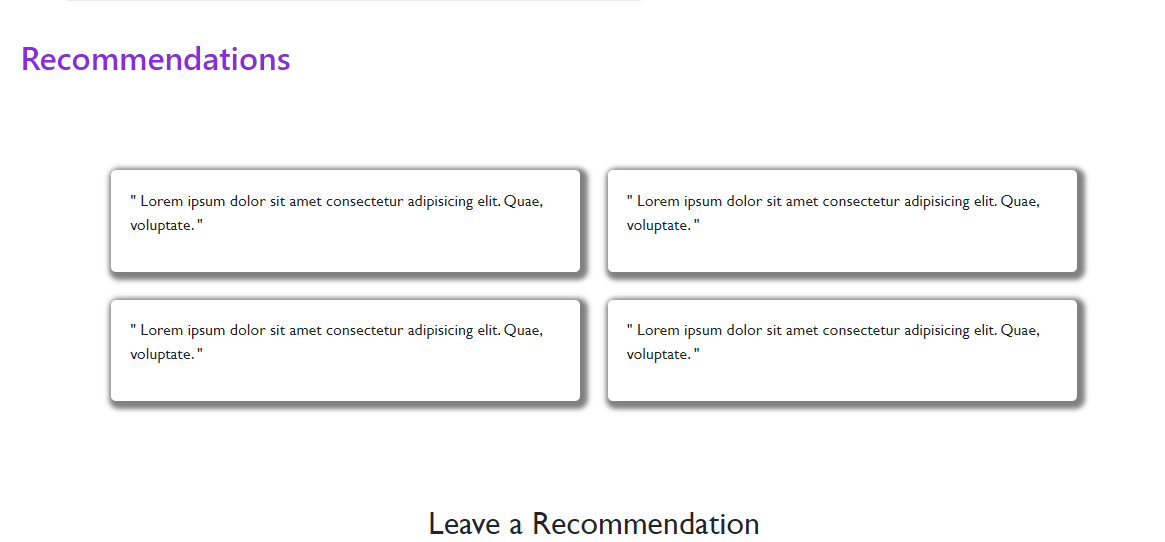 Recommendations
" Lorem ipsum dolor sit amet consectetur adipisicing elit. Quae,
voluptate. "
" Lorem ipsum dolor sit amet consectetur adipisicing elit. Quae,
voluptate. "
" Lorem ipsum dolor sit amet consectetur adipisicing elit. Quae,
voluptate. "
" Lorem ipsum dolor sit amet consectetur adipisicing elit. Quae,
voluptate. "
Leave a Recommendation